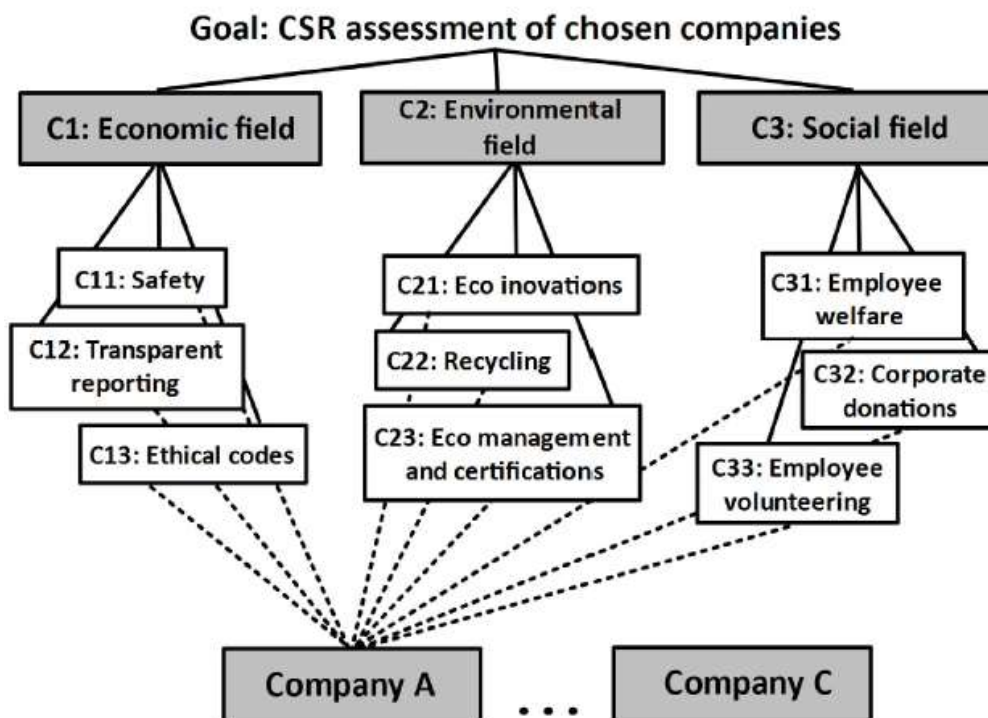 Goal: CSR assessment of chosen companies
C1: Economic field
C2: Environmental
field
C3: Social field
C11: Safety
C12: Transparent
reporting
C13: Ethical codes
C21: Eco inovations
C22: Recycling
C23: Eco management
and certifications
C31: Employee
welfare
C32: Corporate
donations
C33: Employee
volunteering
Company A
...
Company C